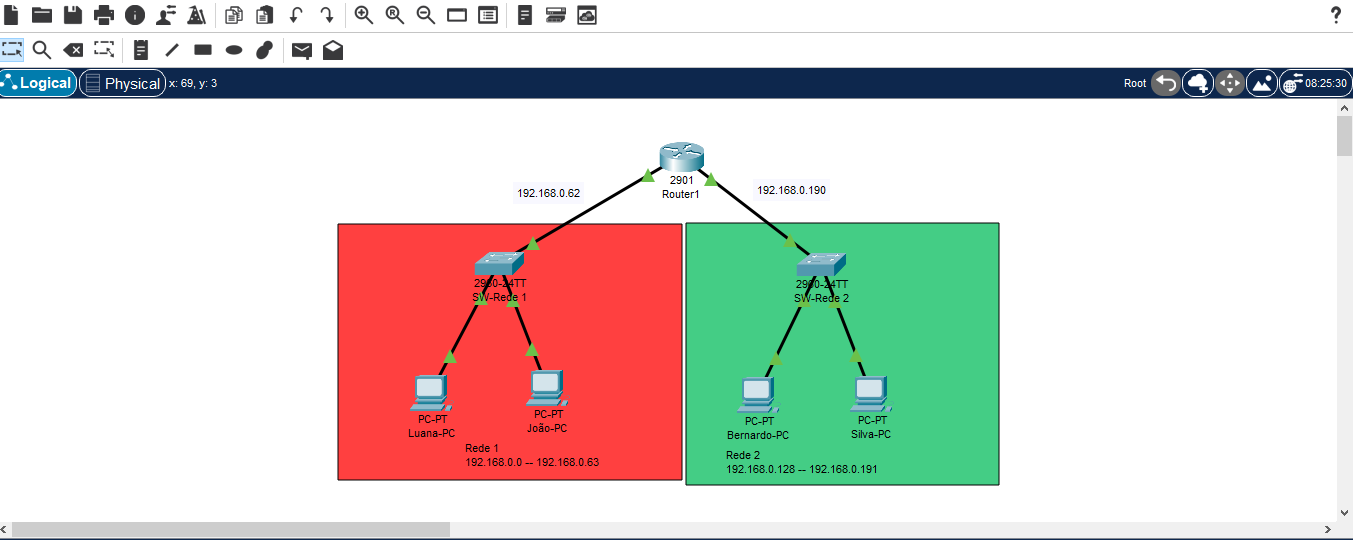 ?
Logical
Physical
x: 69, y: 3
Root
08:25:30
2901
Router1
192.168.0.62
192.168.0.190
2960-24TT
SW-Rede 1
2960-24TT
SW-Rede 2
PC-PT
Luana-PC
PC-PT
João-PC
PC-PT
Bernardo-PC
PC-PT
Silva-PC
Rede 1
192.168.0.0 -- 192.168.0.63
Rede 2
192.168.0.128 -- 192.168.0.191